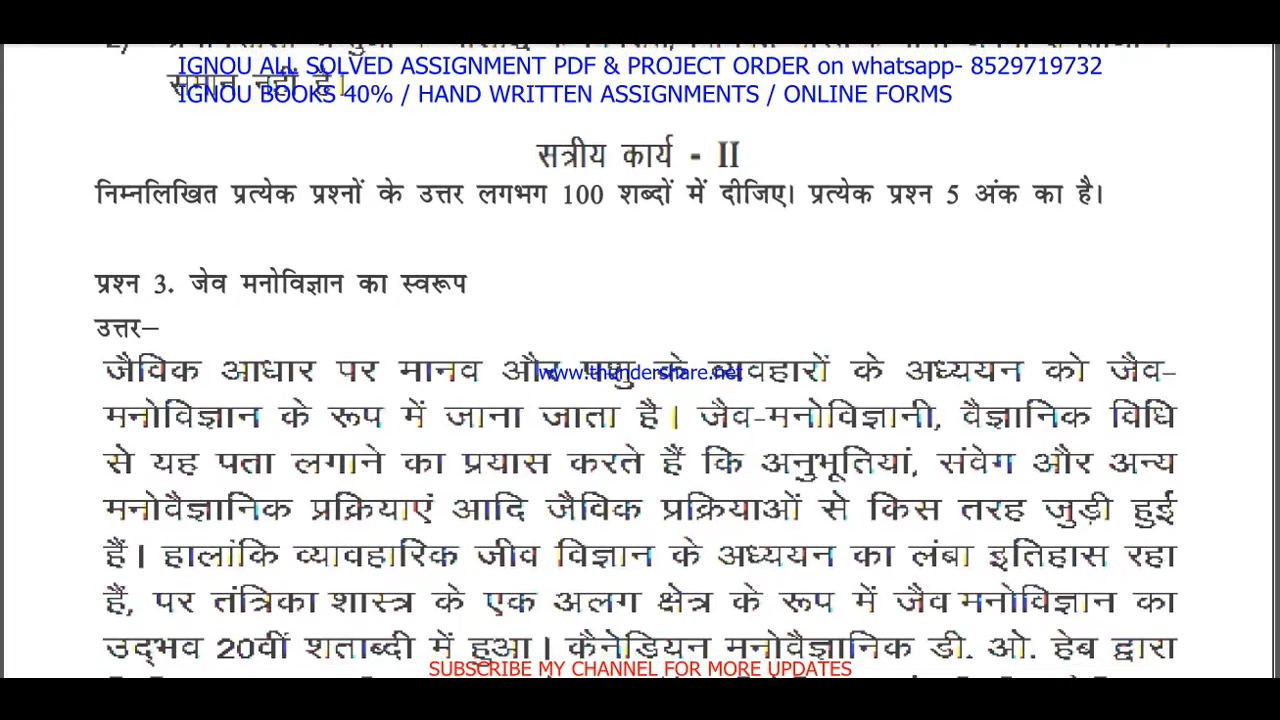 IGNOU ALL SOLVED ASSIGNMENT PDF & PROJECT ORDER on whatsapp- 8529719732
समान नहीं है।
IGNOU BOOKS 40% / HAND WRITTEN ASSIGNMENTS / ONLINE FORMS
सत्रीय कार्य - II
निम्नलिखित प्रत्येक प्रश्नों के उत्तर लगभग 100 शब्दों में दीजिए। प्रत्येक प्रश्न 5 अंक का है।
प्रश्न 3. जेव मनोविज्ञान का स्वरूप
उत्तर–
जैविक आधार पर मानव और पशु के व्यवहारों के अध्ययन को जैव-
www.thundershare.net
मनोविज्ञान के रूप में जाना जाता है। जैव-मनोविज्ञानी, वैज्ञानिक विधि
से यह पता लगाने का प्रयास करते हैं कि अनुभूतियां, संवेग और अन्य
मनोवैज्ञानिक प्रक्रियाएं आदि जैविक प्रक्रियाओं से किस तरह जुड़ी हुई
हैं। हालांकि व्यावहारिक जीव विज्ञान के अध्ययन का लंबा इतिहास रहा
हैं, पर तंत्रिका शास्त्र के एक अलग क्षेत्र के रूप में जैव मनोविज्ञान का
उद्भव 20वीं शताब्दी में हुआ। कैनेडियन मनोवैज्ञानिक डी. ओ. हेब द्वारा
SUBSCRIBE MY CHANNEL FOR MORE UPDATES